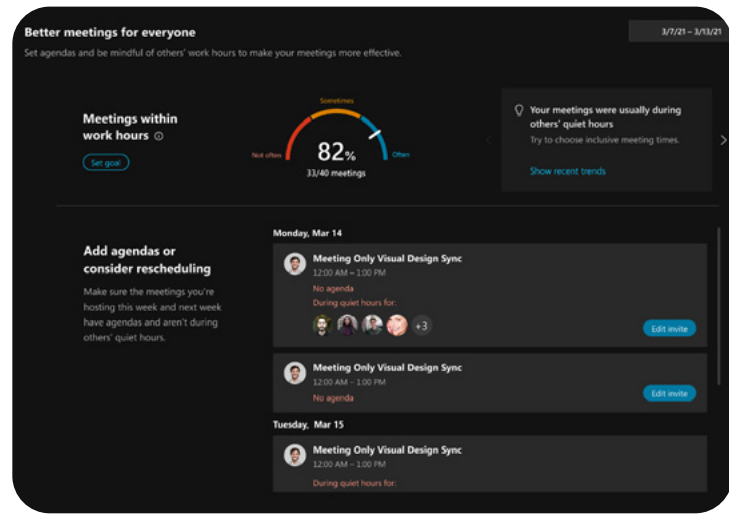 Better meetings for everyone
3/7/21 – 3/13/21
Set agendas and be mindful of others' work hours to make your meetings more effective.
Meetings within
work hours
Set goal
Sometimes
Not often
Often
82%
33/40 meetings
Your meetings were usually during
others' quiet hours
Try to choose inclusive meeting times.
Show recent trends
Add agendas or
consider rescheduling
Make sure the meetings you're
hosting this week and next week
have agendas and aren't during
others' quiet hours.
Monday, Mar 14
Meeting Only Visual Design Sync
12:00 AM – 1:00 PM
No agenda
During quiet hours for:
+3
Edit invite
Meeting Only Visual Design Sync
12:00 AM – 1:00 PM
No agenda
Edit invite
Tuesday, Mar 15
Meeting Only Visual Design Sync
12:00 AM – 1:00 PM
During quiet hours for: